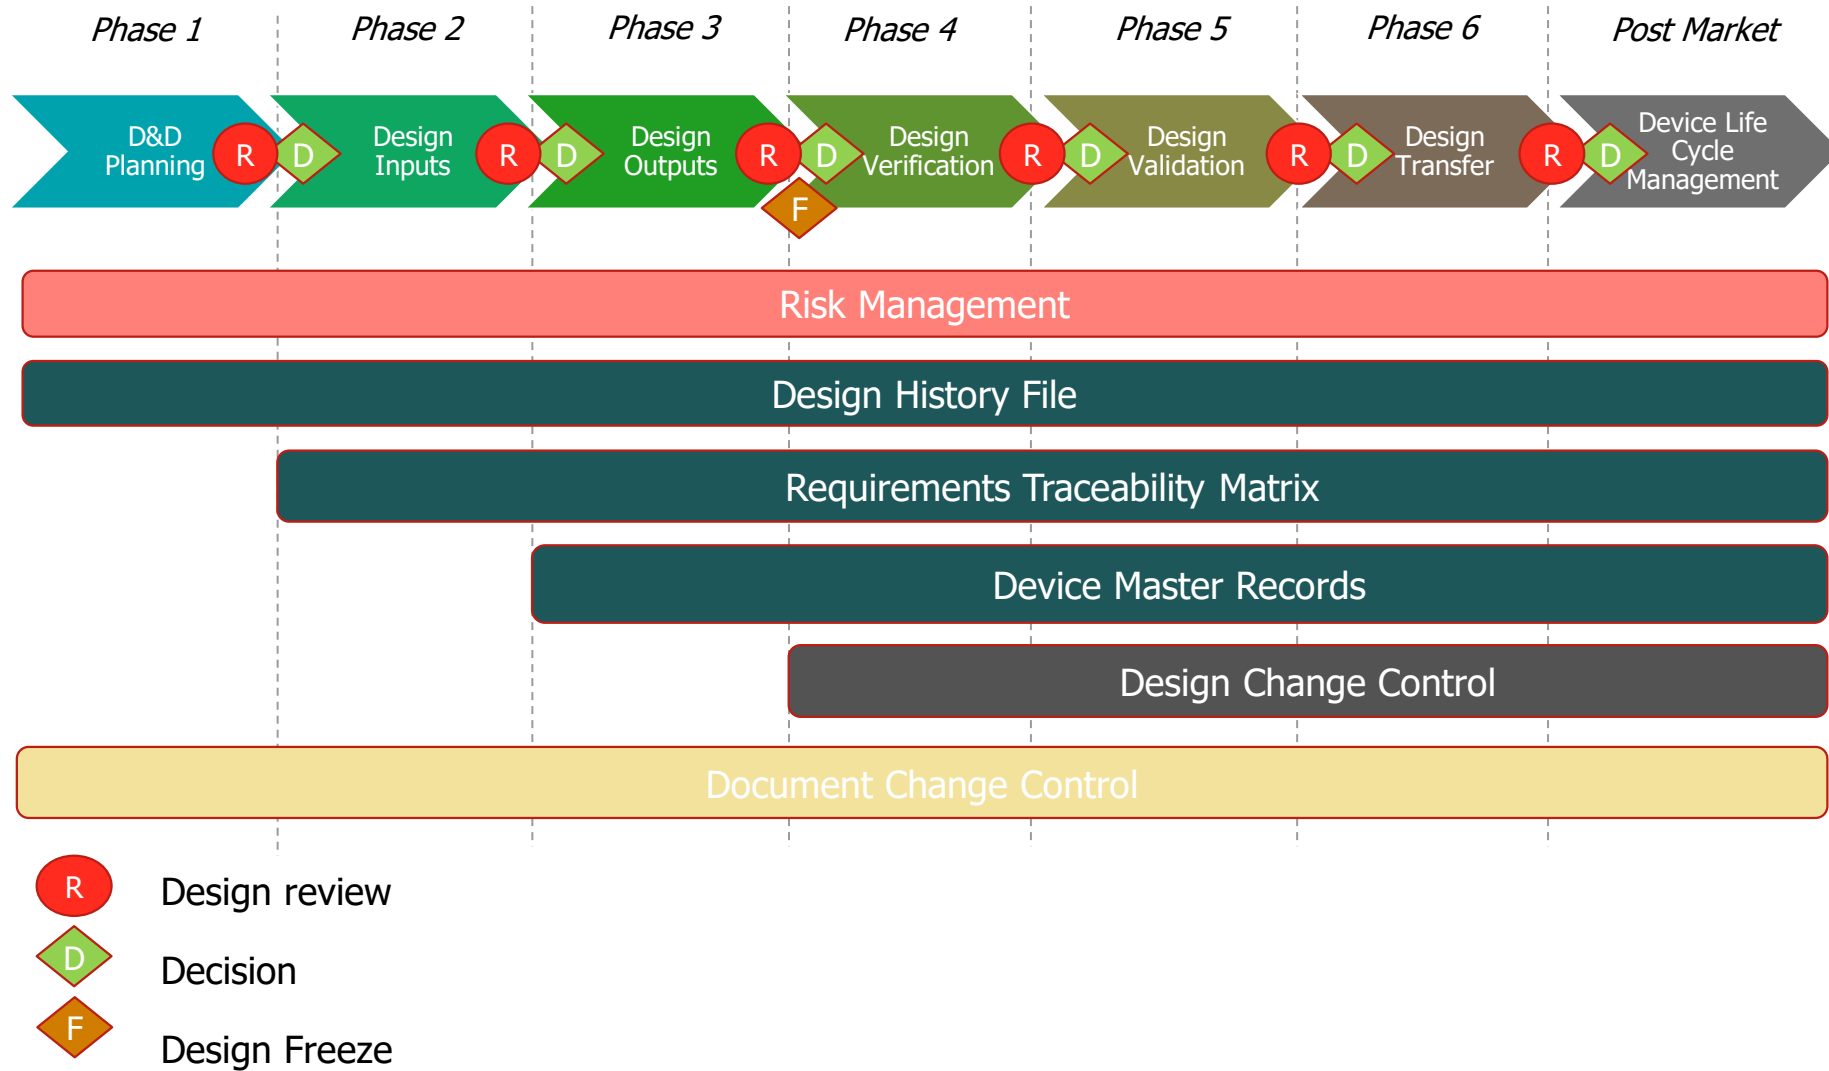 Phase 1
Phase 2
Phase 3
Phase 4
Phase 5
Phase 6
Post Market
D&D
Planning
R
D
Design
Inputs
R
D
Design
Outputs
R
D
F
Design
Verification
R
D
Design
Validation
R
D
Design
Transfer
R
D
Device Life
Cycle
Management
Risk Management
Design History File
Requirements Traceability Matrix
Device Master Records
Design Change Control
Document Change Control
R
Design review
D
Decision
F
Design Freeze